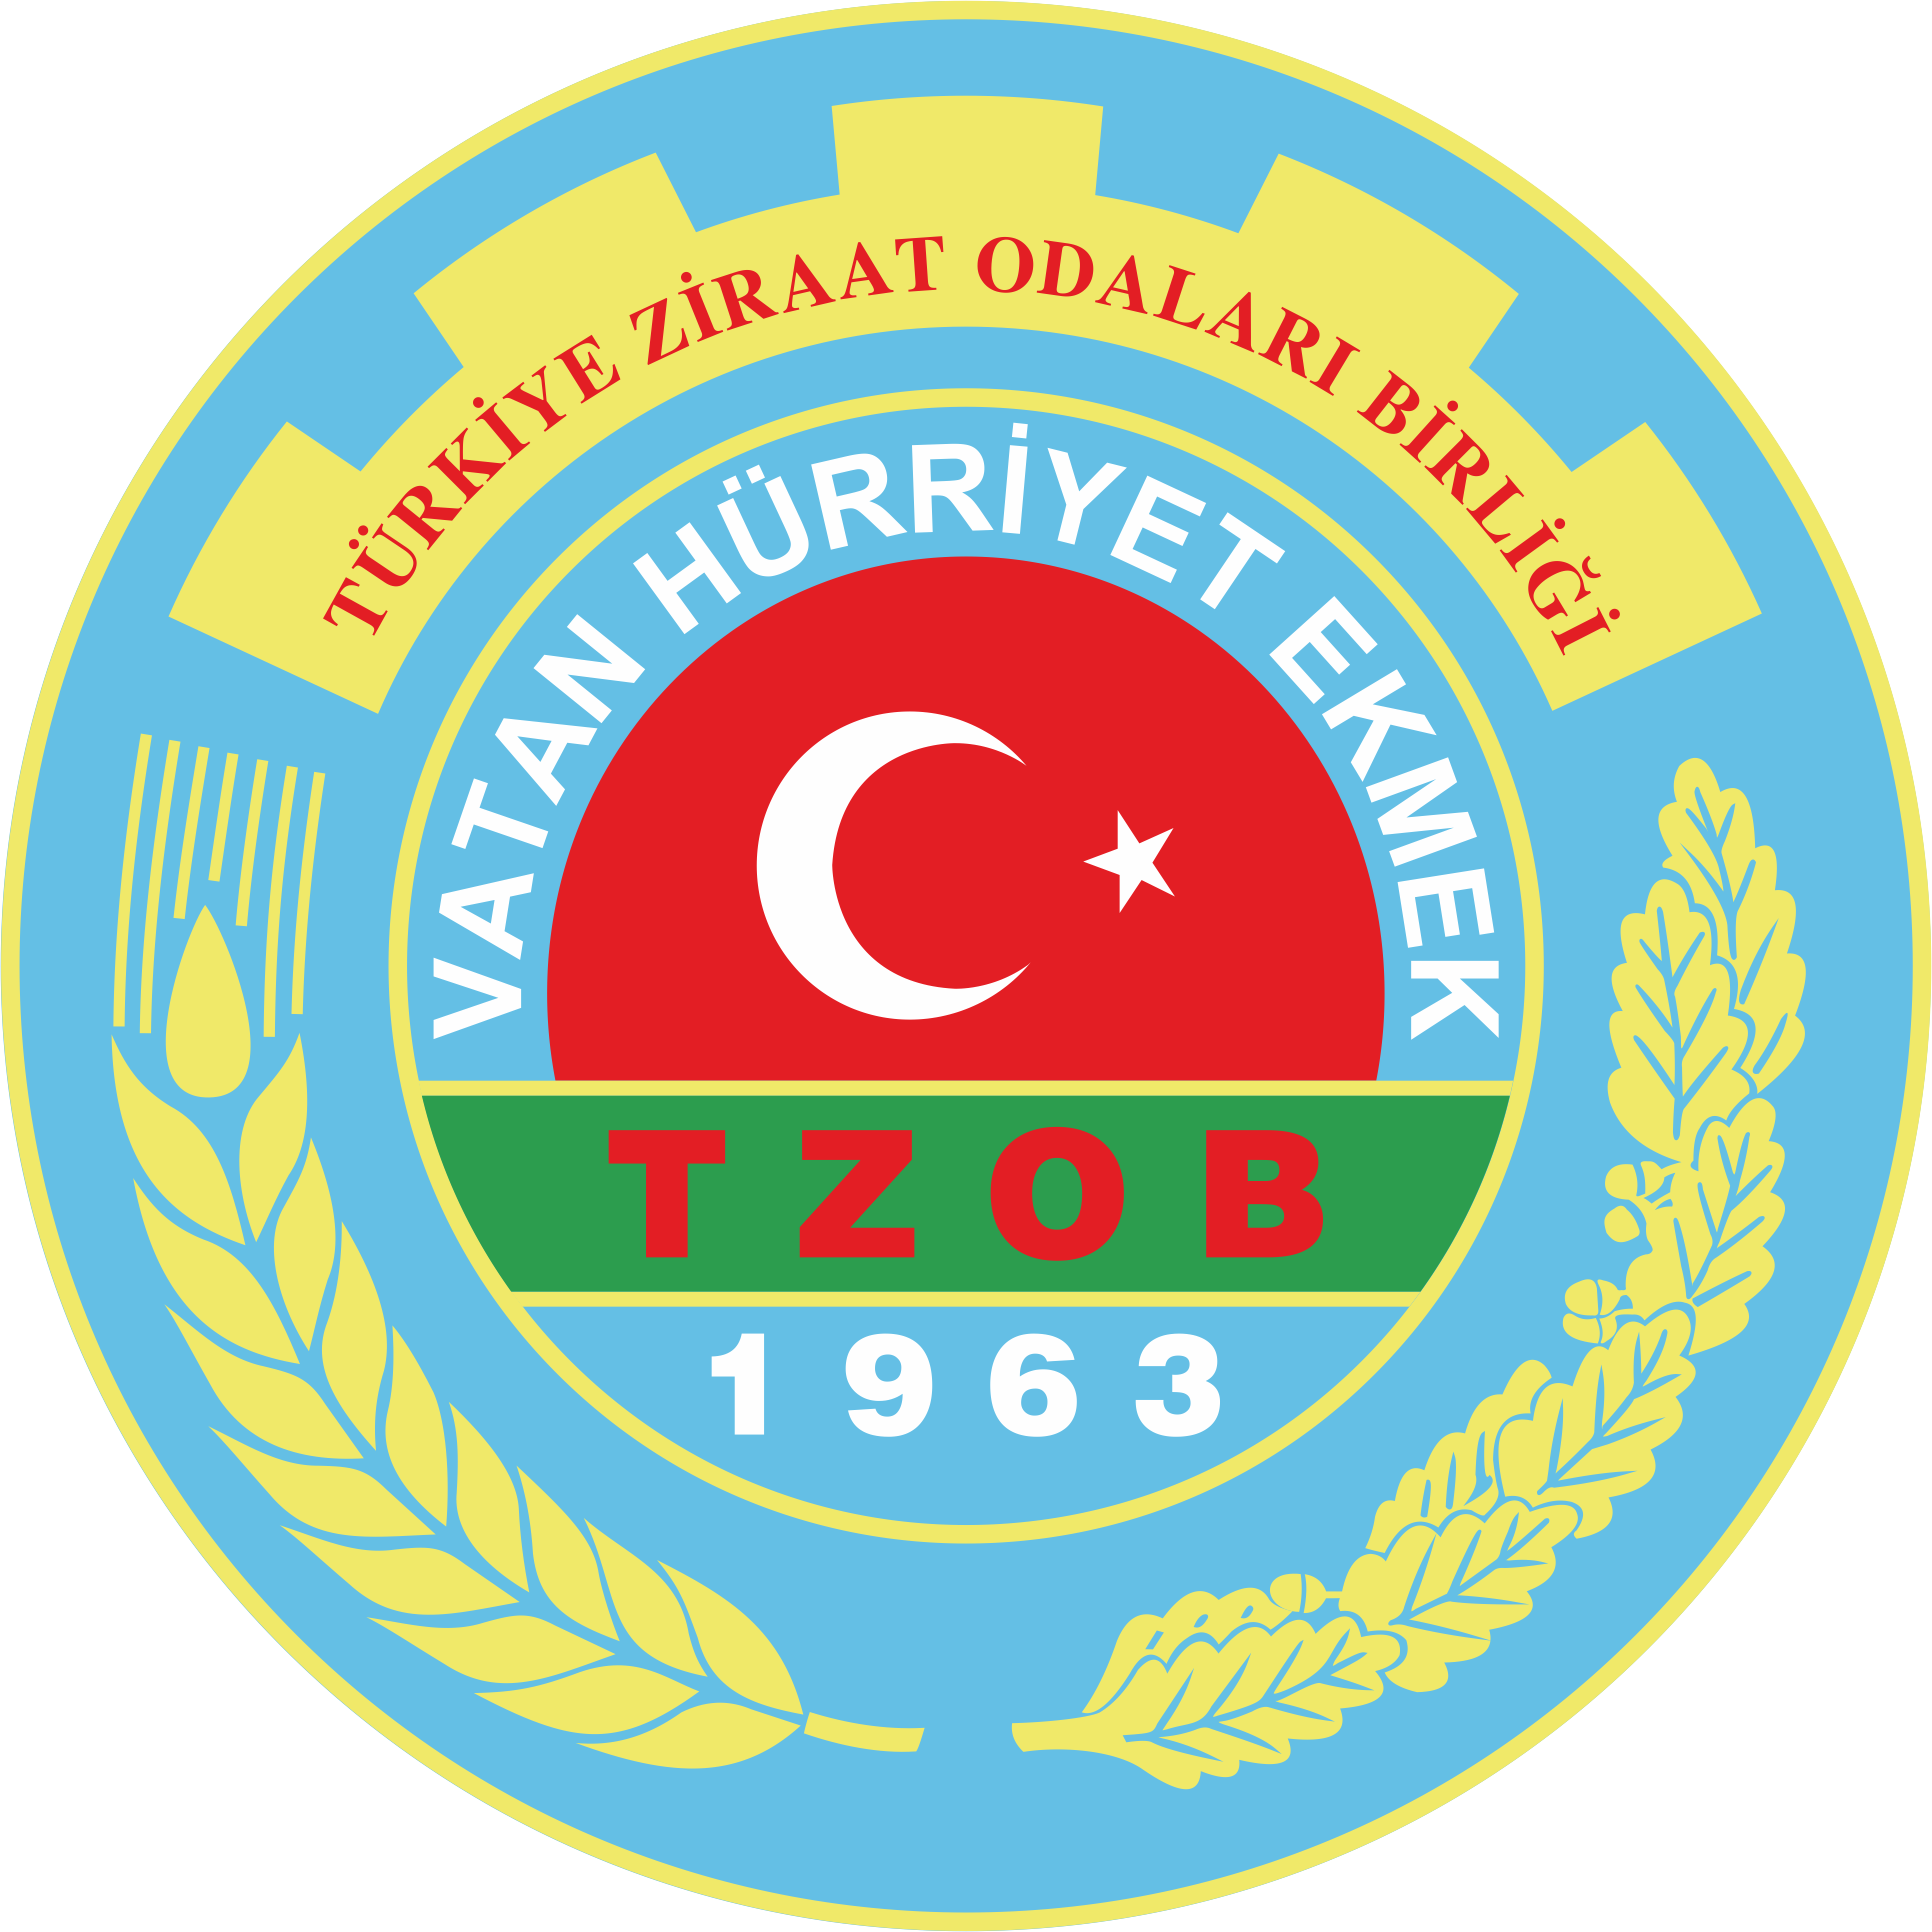 TÜRKİYE ZİRAAT ODALARI BİRLİĞİ
VATAN HÜRRİYET EKMEK
TZOB
1963